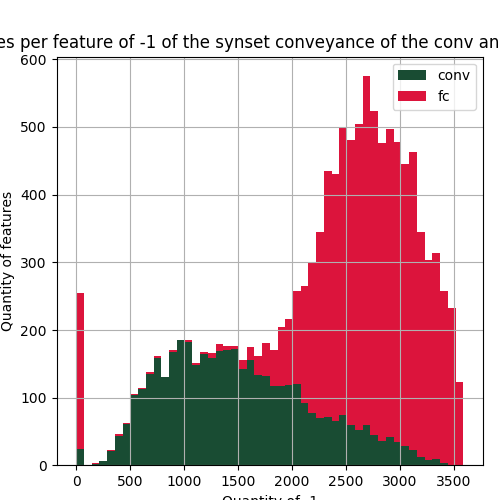 es per feature of -1 of the synset conveyance of the conv an
conv
fc
600
500
400
300
200
100
0
Quantity of features
0 500 1000 1500 2000 2500 3000 3500
Quantity of -1